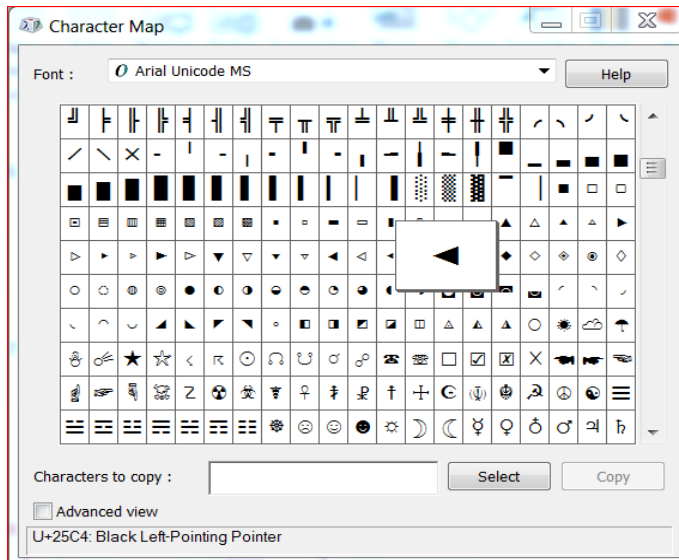 Character Map
Font :
O Arial Unicode MS
Help
Characters to copy :
Select
Copy
Advanced view
U+25C4: Black Left-Pointing Pointer